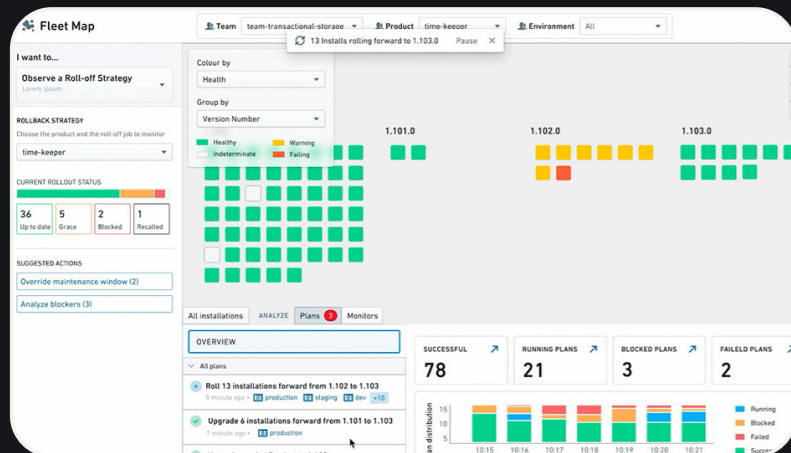 Fleet Map
Team
team-transactional-storage
Product
time-keeper
Environment
All
13 Installs rolling forward to 1.103.0
Pause
I want to...
Observe a Roll-off Strategy
Lorem Ipsum
ROLLBACK STRATEGY
Choose the product and the roll-off job to monitor
time-keeper
CURRENT ROLLOUT STATUS
36
Up to date
5
Grace
2
Blocked
1
Recalled
SUGGESTED ACTIONS
Override maintenance window (2)
Analyze blockers (3)
Colour by
Health
Group by
Version Number
Healthy
Warning
Indeterminate
Failing
1.101.0
1.102.0
1.103.0
All installations
ANALYZE
Plans
3
Monitors
OVERVIEW
All plans
Roll 13 installations forward from 1.102 to 1.103
5 minute ago • production staging dev +10
Upgrade 6 installations forward from 1.101 to 1.103
7 minute ago • production
SUCCESSFUL
78
RUNNING PLANS
21
BLOCKED PLANS
3
FAILELD PLANS
2
distribution
15
10
5
10:15
10:16
10:17
10:18
10:19
10:20
10:21
Running
Blocked
Failed